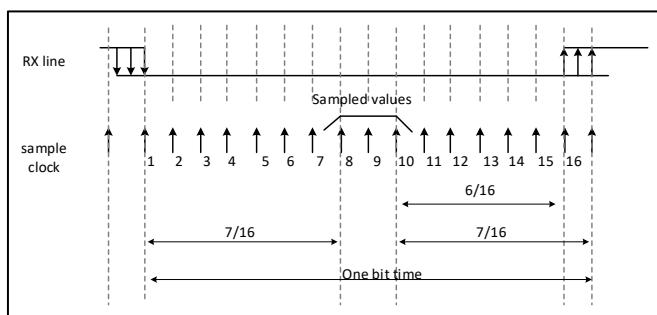 RX line
Sampled values
sample
clock
1 2 3 4 5 6 7 8 9 10 11 12 13 14 15 16
6/16
7/16 7/16
One bit time